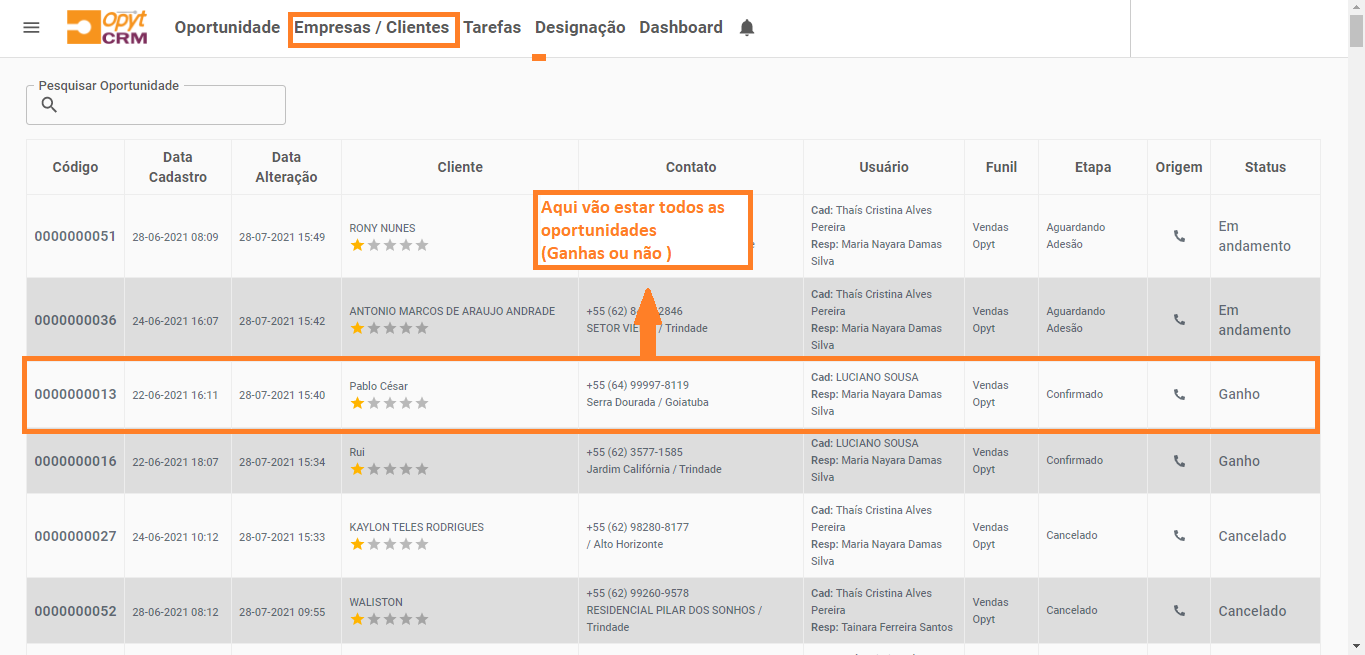 opyt CRM
Oportunidade Empresas / Clientes Tarefas Designação Dashboard
Pesquisar Oportunidade
Código Data Cadastro Data Alteração Cliente Contato Usuário Funil Etapa Origem Status
Aqui vão estar todos as
oportunidades
(Ganhas ou não )
0000000051 28-06-2021 08:09 28-07-2021 15:49
RONY NUNES
Cad: Thaís Cristina Alves
Pereira
Resp: Maria Nayara Damas
Silva
Vendas
Opyt
Aguardando
Adesão
Em
andamento
0000000036 24-06-2021 16:07 28-07-2021 15:42
ANTONIO MARCOS DE ARAUJO ANDRADE
+55 (62) 2846
SETOR / Trindade
Cad: Thaís Cristina Alves
Pereira
Resp: Maria Nayara Damas
Silva
Vendas
Opyt
Aguardando
Adesão
Em
andamento
0000000013 22-06-2021 16:11 28-07-2021 15:40
Pablo César
+55 (64) 99997-8119
Serra Dourada / Goiatuba
Cad: LUCIANO SOUSA
Resp: Maria Nayara Damas
Silva
Vendas
Opyt
Confirmado
Ganho
0000000016 22-06-2021 18:07 28-07-2021 15:34
Rui
+55 (62) 3577-1585
Jardim Califórnia / Trindade
Cad: LUCIANO SOUSA
Resp: Maria Nayara Damas
Silva
Vendas
Opyt
Confirmado
Ganho
0000000027 24-06-2021 10:12 28-07-2021 15:33
KAYLON TELES RODRIGUES
+55 (62) 98280-8177
/ Alto Horizonte
Cad: Thaís Cristina Alves
Pereira
Resp: Maria Nayara Damas
Silva
Vendas
Opyt
Cancelado
Cancelado
0000000052 28-06-2021 08:12 28-07-2021 09:55
WALISTON
+55 (62) 99260-9578
RESIDENCIAL PILAR DOS SONHOS /
Trindade
Cad: Thaís Cristina Alves
Pereira
Resp: Tainara Ferreira Santos
Vendas
Opyt
Cancelado
Cancelado